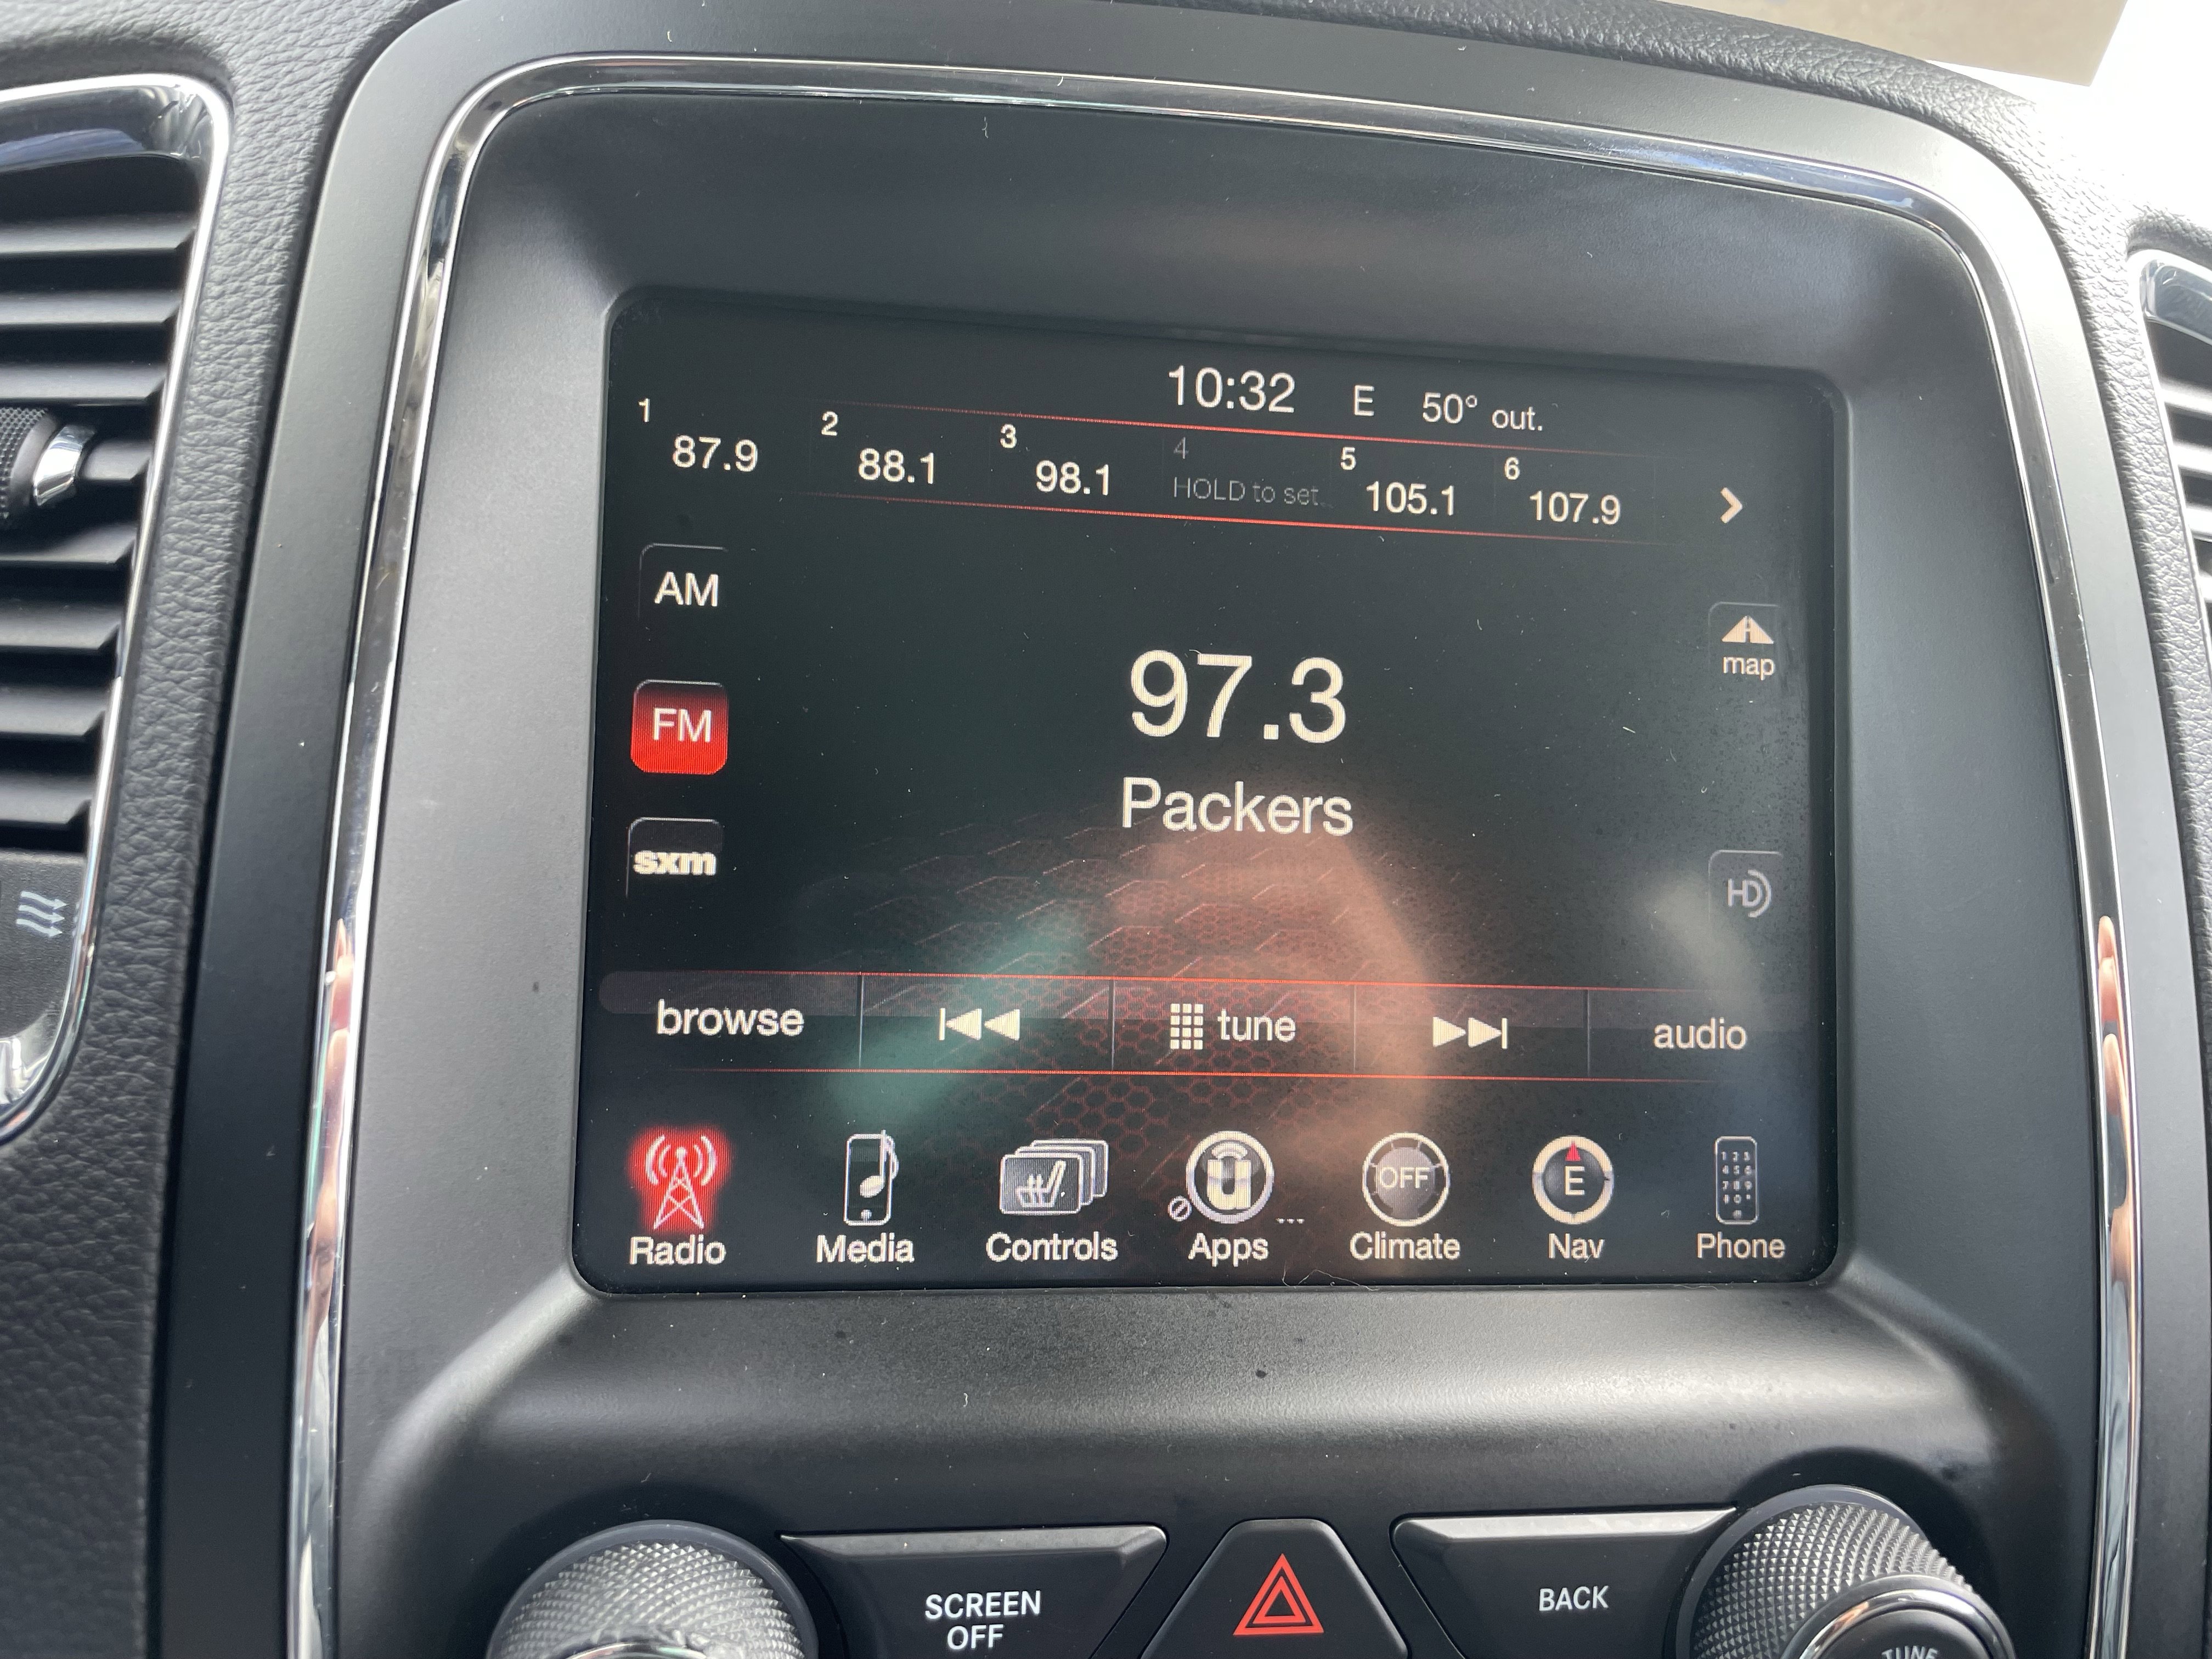 10:32 E 50° out.
1 87.9 2 88.1 3 98.1 4 HOLD to set. 5 105.1 6 107.9
AM
97.3
map
FM
Packers
sxm
HD
browse tune audio
OFF E
Radio Media Controls Apps Climate Nav Phone
SCREEN
OFF
BACK
TUNE